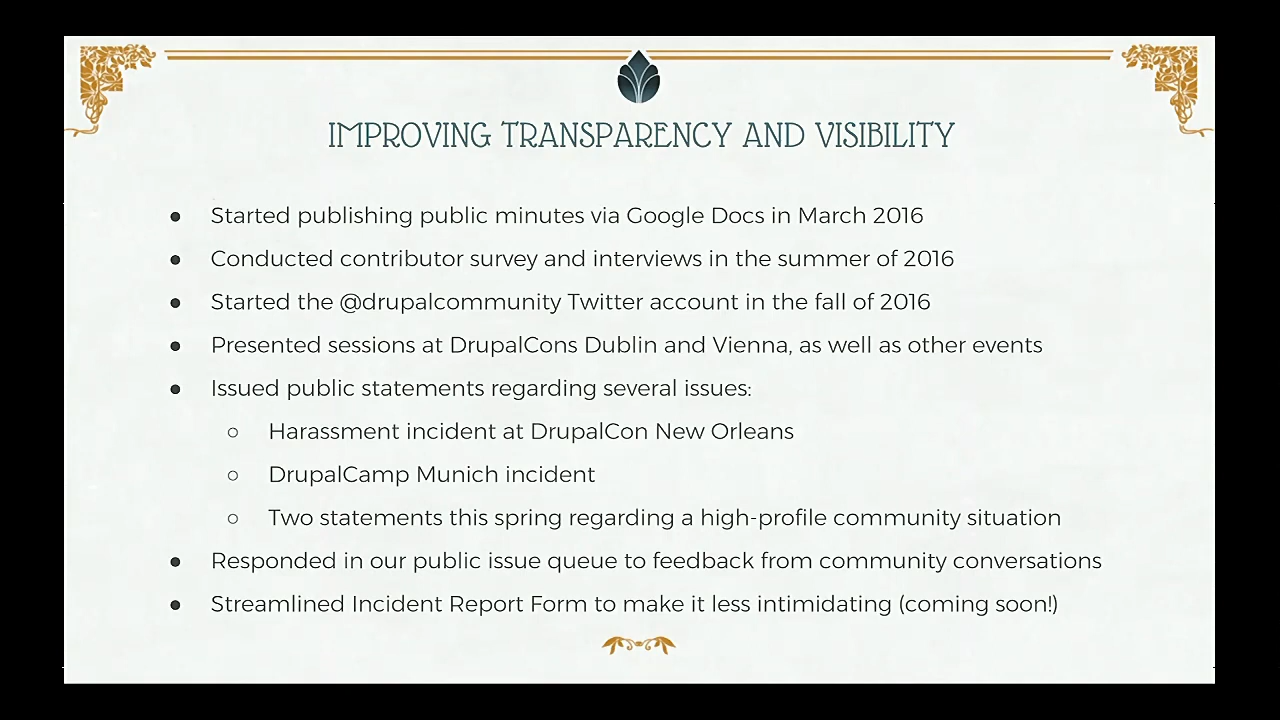 IMPROVING TRANSPARENCY AND VISIBILITY
● Started publishing public minutes via Google Docs in March 2016
● Conducted contributor survey and interviews in the summer of 2016
● Started the @drupalcommunity Twitter account in the fall of 2016
● Presented sessions at DrupalCons Dublin and Vienna, as well as other events
● Issued public statements regarding several issues:
○ Harassment incident at DrupalCon New Orleans
○ DrupalCamp Munich incident
○ Two statements this spring regarding a high-profile community situation
● Responded in our public issue queue to feedback from community conversations
● Streamlined Incident Report Form to make it less intimidating (coming soon!)